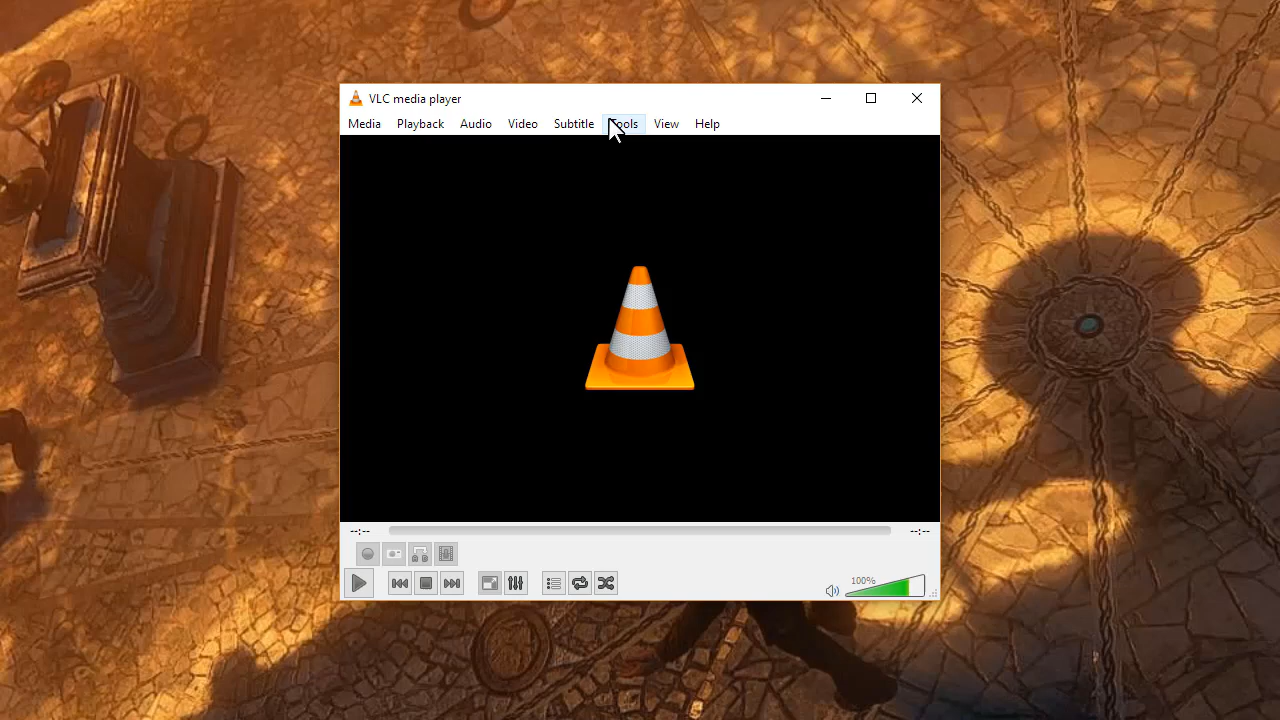 VLC media player
Media Playback Audio Video Subtitle Tools View Help
--:-- --:--
100%